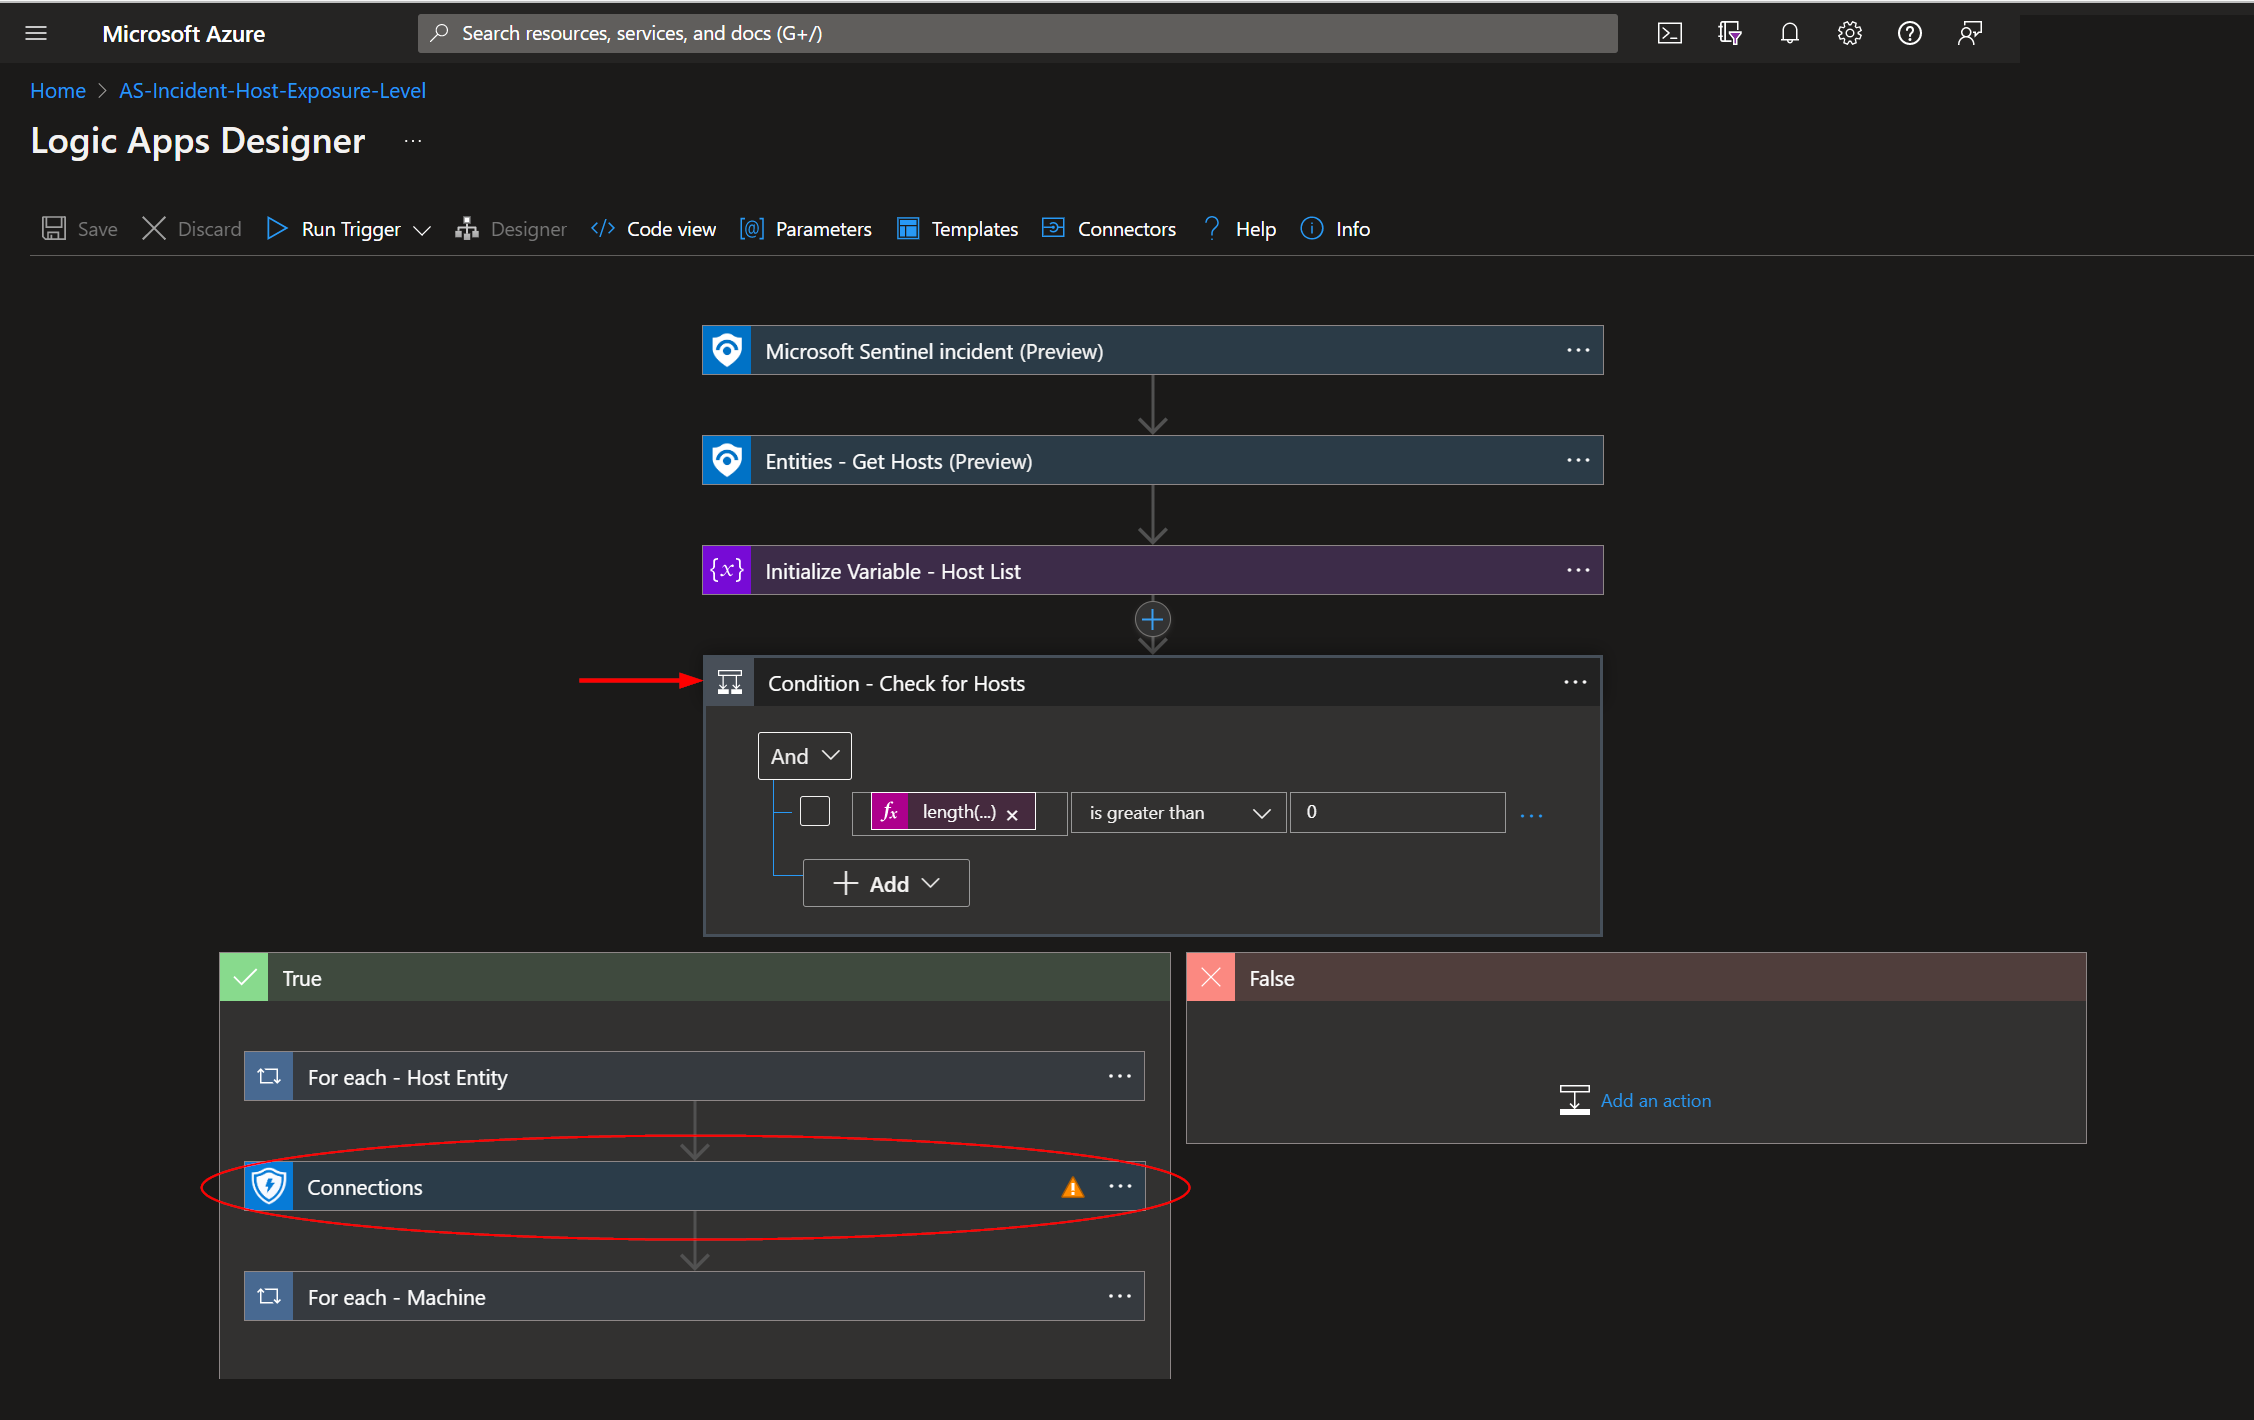 Microsoft Azure
Search resources, services, and docs (G+/)
Home > AS-Incident-Host-Exposure-Level
Logic Apps Designer ...
Save Discard Run Trigger Designer </> Code view [@] Parameters Templates Connectors ? Help Info
Microsoft Sentinel incident (Preview) ...
Entities - Get Hosts (Preview) ...
{x} Initialize Variable - Host List ...
Condition - Check for Hosts ...
And
fx length(...) × is greater than 0 ...
+ Add
True
False
For each - Host Entity ...
Add an action
Connections ...
For each - Machine ...